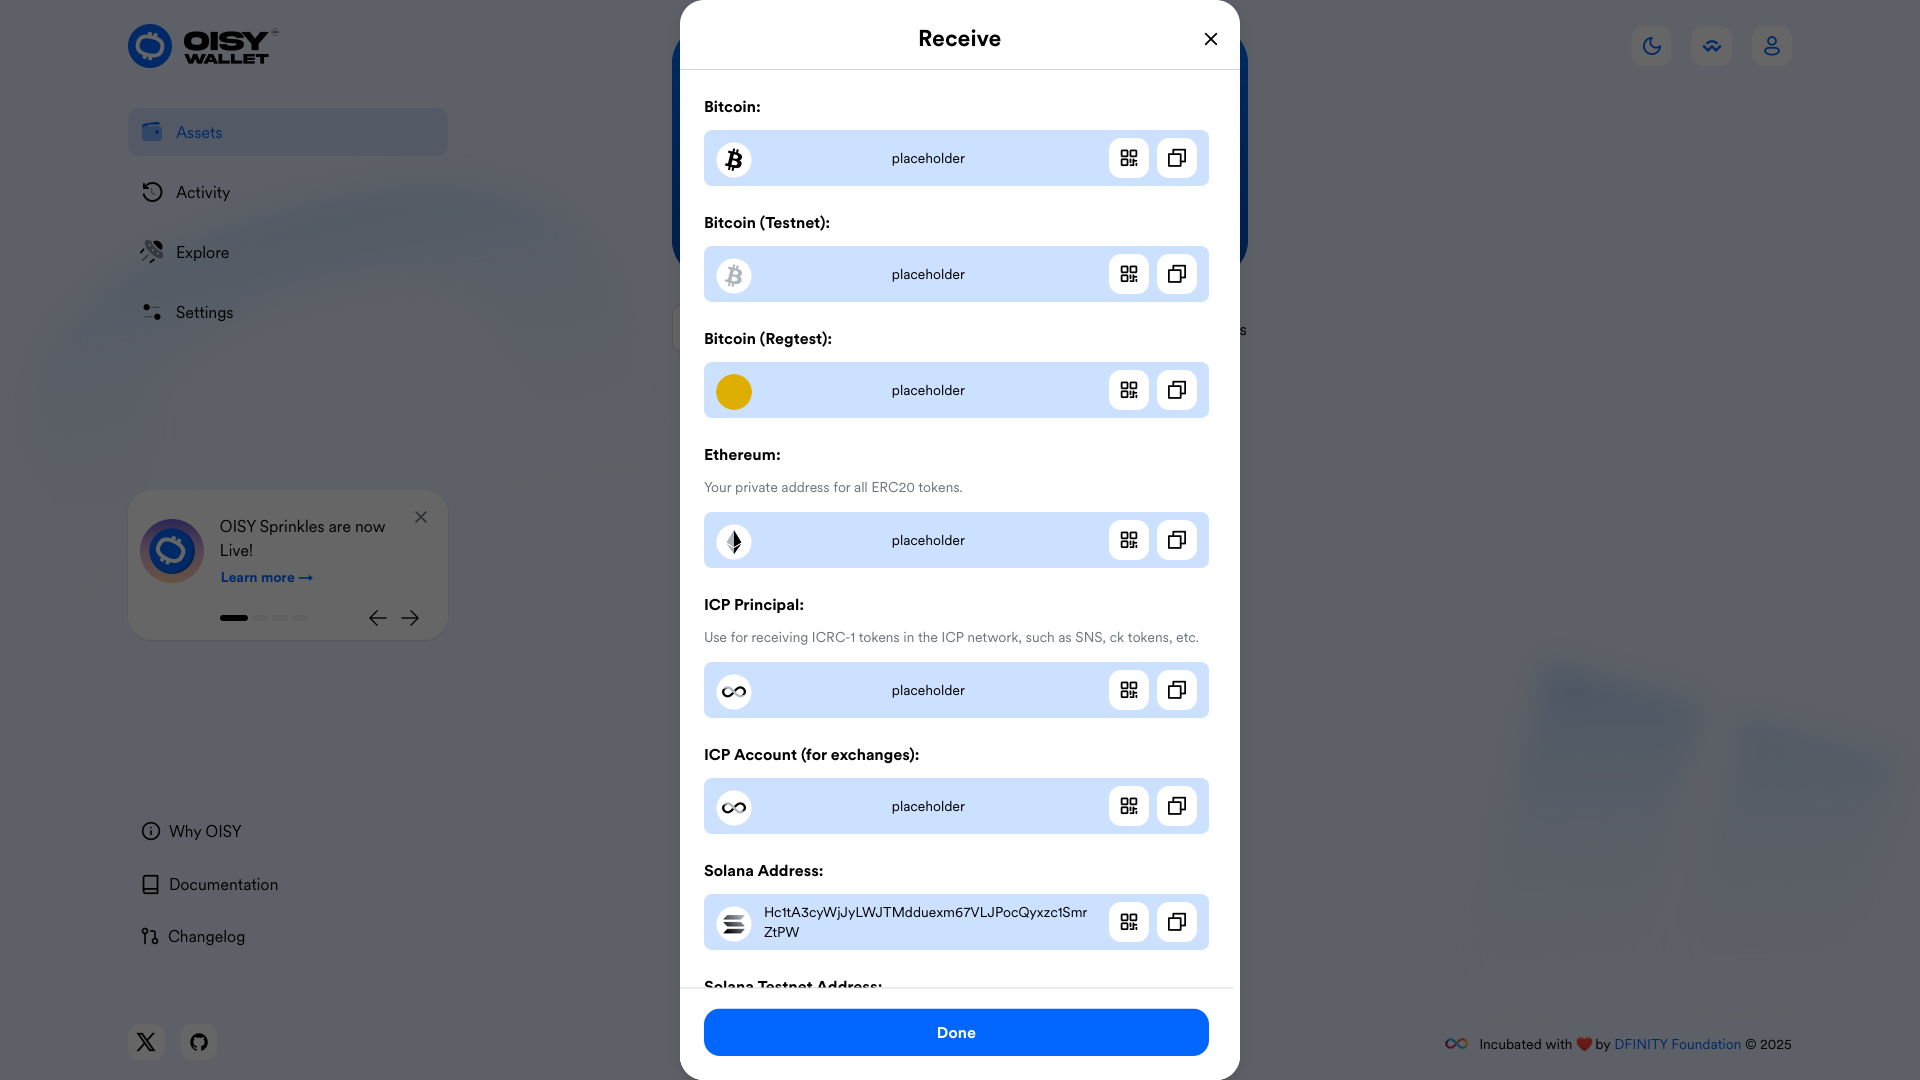 OISY
WALLET
Assets
Activity
Explore
Settings
OISY Sprinkles are now
Live!
Learn more →
Why OISY
Documentation
Changelog
Receive
Bitcoin:
placeholder
Bitcoin (Testnet):
placeholder
Bitcoin (Regtest):
placeholder
Ethereum:
Your private address for all ERC20 tokens.
placeholder
ICP Principal:
Use for receiving ICRC-1 tokens in the ICP network, such as SNS, ck tokens, etc.
placeholder
ICP Account (for exchanges):
placeholder
Solana Address:
Hc1tA3cyWjJyLWJTMdduexm67VLJPocQyxzc1Smr
ZtPW
Solana Testnet Address:
Done
Incubated with ❤️ by DFINITY Foundation © 2025